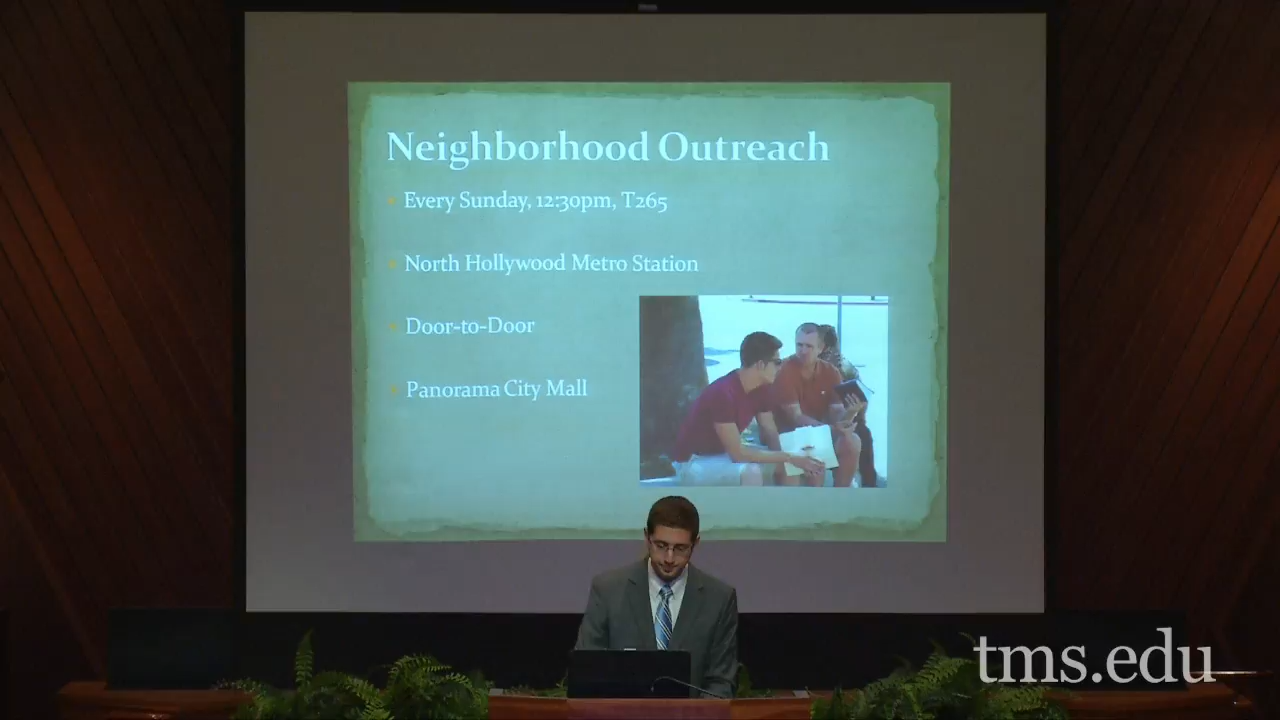 Neighborhood Outreach
Every Sunday, 12:30pm, T265
North Hollywood Metro Station
Door-to-Door
Panorama City Mall
tms.edu